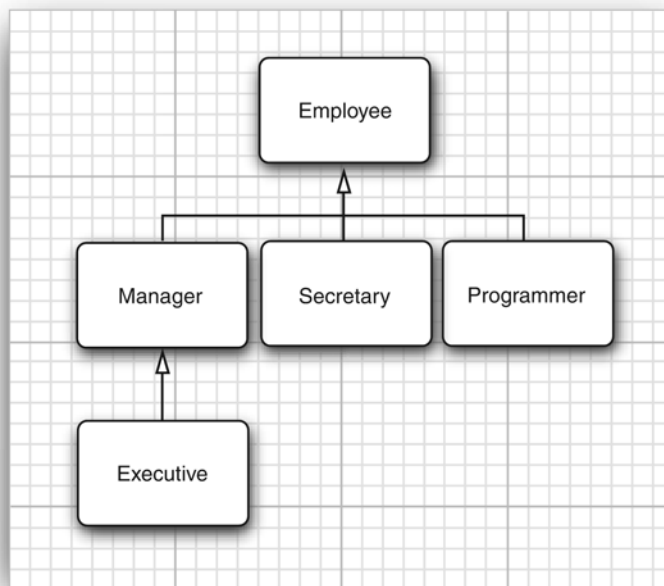 Employee
Manager
Secretary
Programmer
Executive